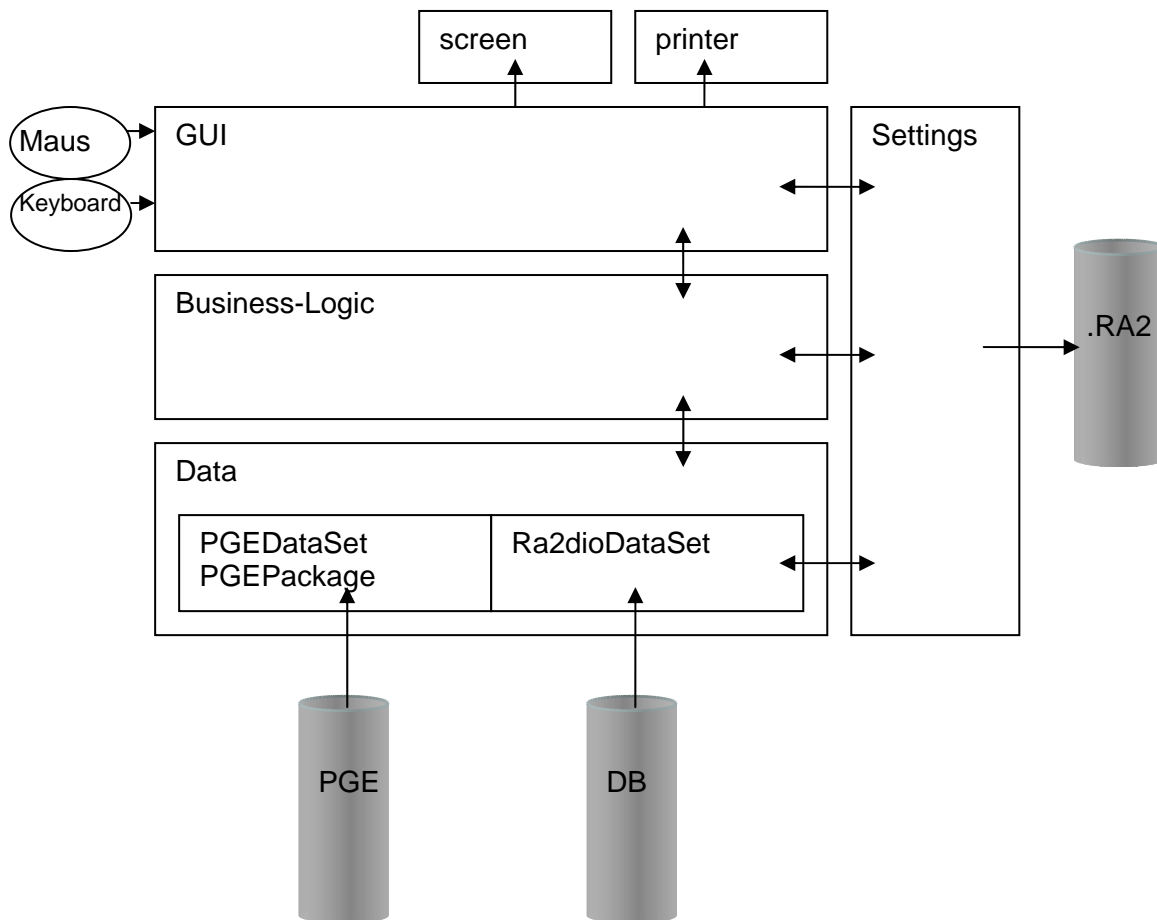 screen
printer
Maus
GUI
Settings
Keyboard
Business-Logic
.RA2
Data
PGEDataSet
PGEPackage
Ra2dioDataSet
PGE
DB